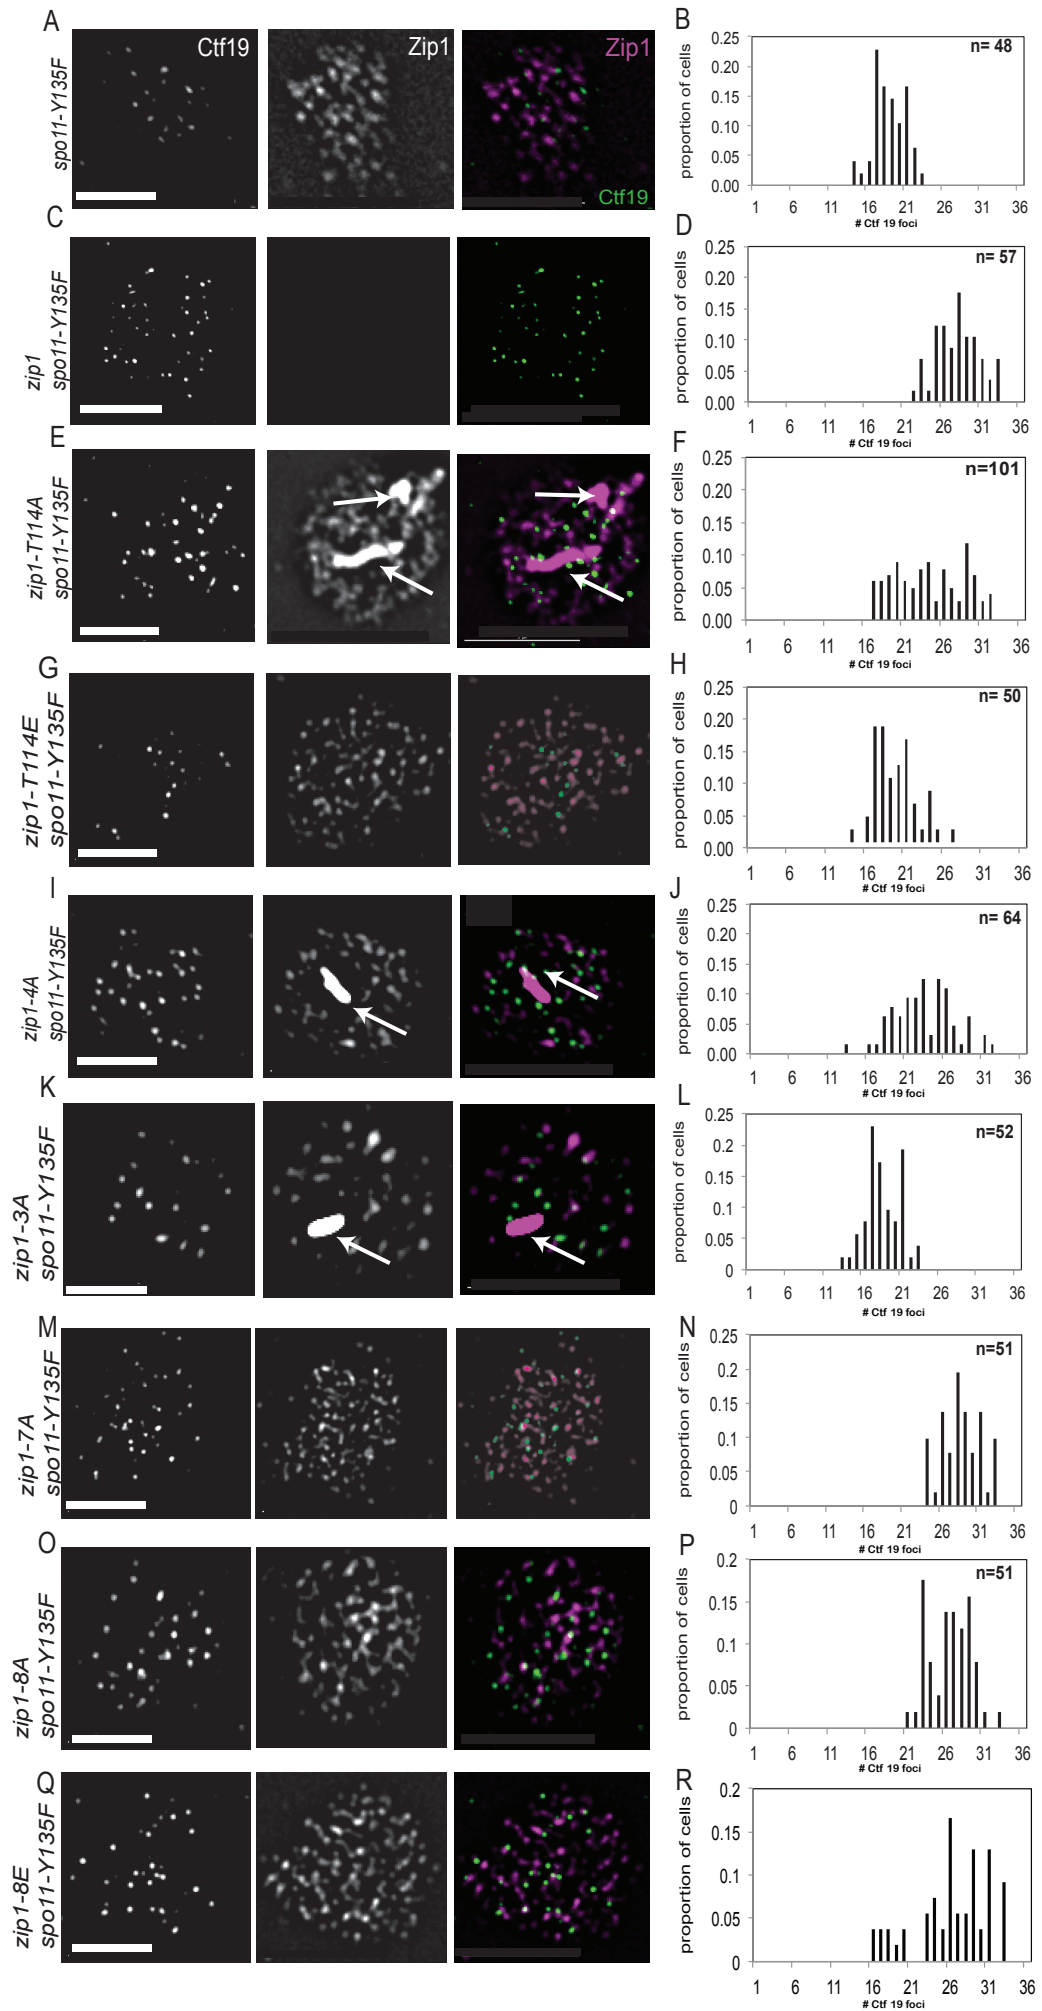 A
Ctf19
Zip1
Zip1
Ctf19
spo11-Y135F
B
n= 48
proportion of cells
0.25
0.20
0.15
0.10
0.05
0.00
1 6 11 16 21 26 31 36
# Ctf 19 foci
C
zip1
spo11-Y135F
D
n= 57
proportion of cells
0.25
0.20
0.15
0.10
0.05
0.00
1 6 11 16 21 26 31 36
# Ctf 19 foci
E
zip1-T114A
spo11-Y135F
F
n=101
proportion of cells
0.25
0.20
0.15
0.10
0.05
0.00
1 6 11 16 21 26 31 36
# Ctf 19 foci
G
zip1-T114E
spo11-Y135F
H
n= 50
proportion of cells
0.25
0.20
0.15
0.10
0.05
0.00
1 6 11 16 21 26 31 36
# Ctf 19 foci
I
zip1-4A
spo11-Y135F
J
n= 64
proportion of cells
0.25
0.20
0.15
0.10
0.05
0.00
1 6 11 16 21 26 31 36
# Ctf 19 foci
K
zip1-3A
spo11-Y135F
L
n=52
proportion of cells
0.25
0.2
0.15
0.1
0.05
0
1 6 11 16 21 26 31 36
# Ctf 19 foci
M
zip1-7A
spo11-Y135F
N
n=51
proportion of cells
0.25
0.2
0.15
0.1
0.05
0
1 6 11 16 21 26 31 36
# Ctf 19 foci
O
zip1-8A
spo11-Y135F
P
n=51
proportion of cells
0.2
0.15
0.1
0.05
0
1 6 11 16 21 26 31 36
# Ctf 19 foci
Q
zip1-8E
spo11-Y135F
R
proportion of cells
0.2
0.15
0.1
0.05
0
1 6 11 16 21 26 31 36
# Ctf 19 foci